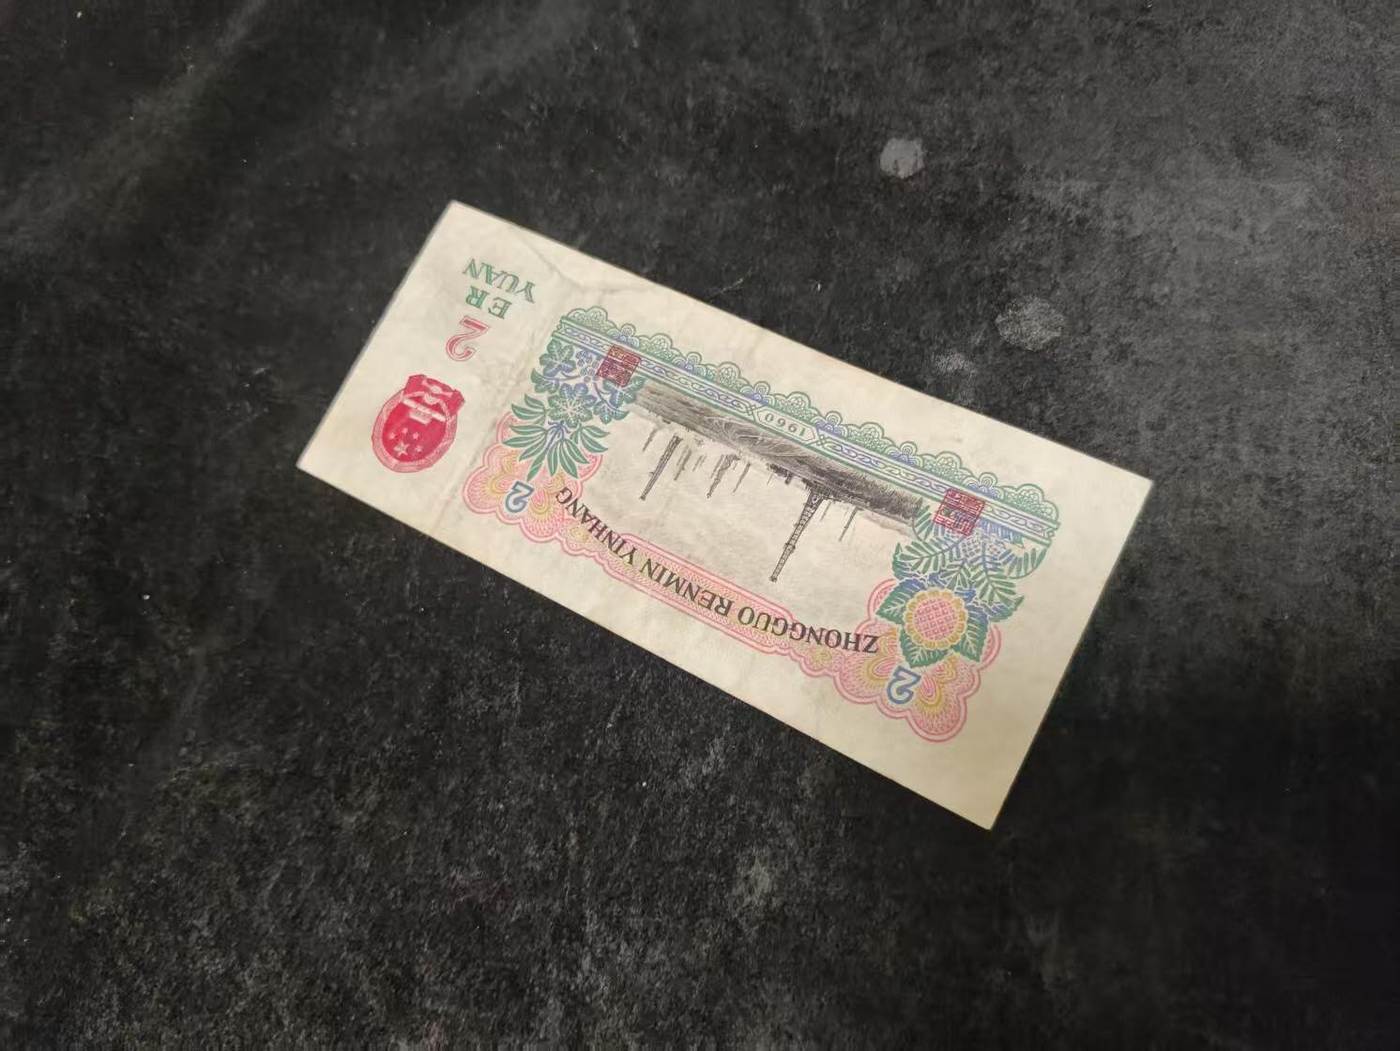 ZHONGGUO RENMIN YINHANG
2
2
1960
2
ER
YUAN